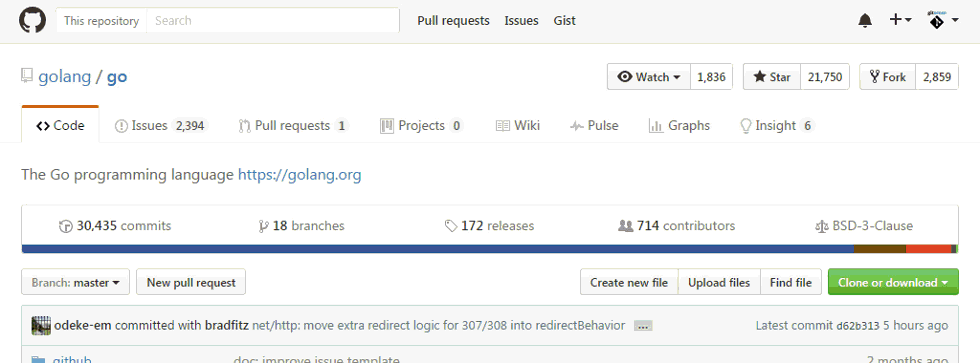 This repository Search Pull requests Issues Gist
golang / go Watch 1,836 Star 21,750 Fork 2,859
Code Issues 2,394 Pull requests 1 Projects 0 Wiki Pulse Graphs Insight 6
The Go programming language https://golang.org
30,435 commits 18 branches 172 releases 714 contributors BSD-3-Clause
Branch: master New pull request Create new file Upload files Find file Clone or download
odeke-em committed with bradfitz net/http: move extra redirect logic for 307/308 into redirectBehavior ... Latest commit d62b313 5 hours ago
.github doc: improve issue template 2 months ago